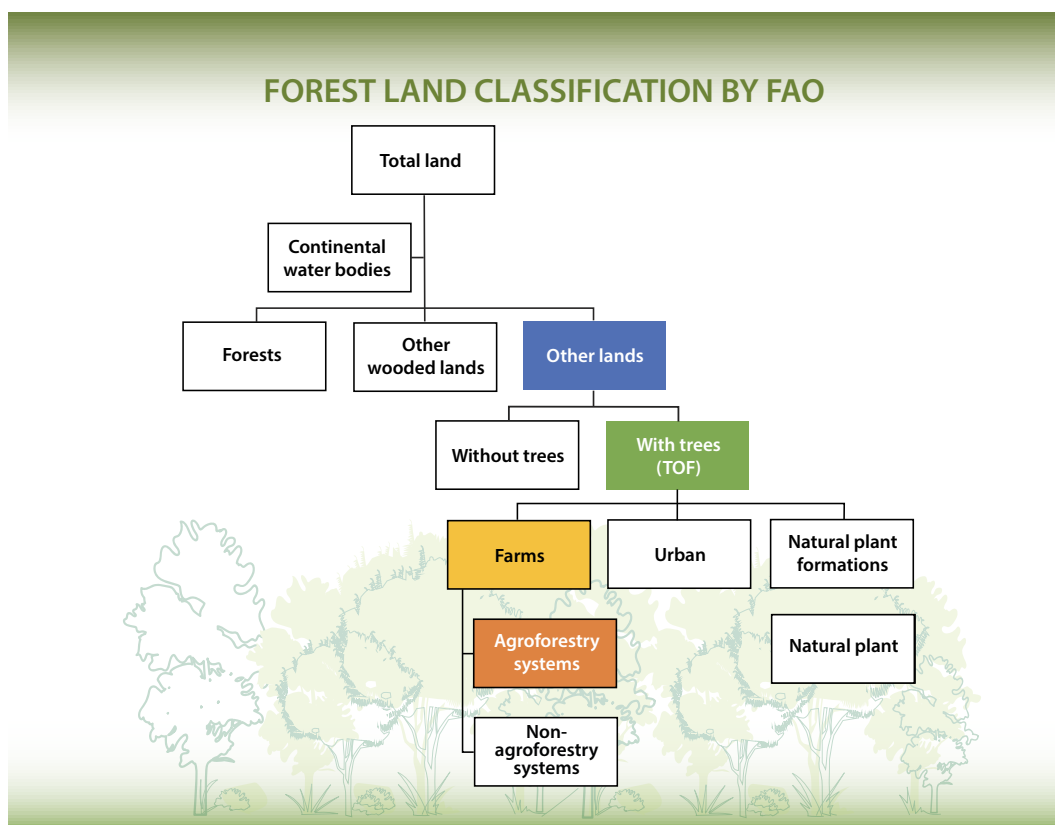 FOREST LAND CLASSIFICATION BY FAO
Total land
Continental
water bodies
Forests
Other
wooded lands
Other lands
Without trees
With trees
(TOF)
Farms
Urban
Natural plant
formations
Agroforestry
systems
Natural plant
Non-
agroforestry
systems